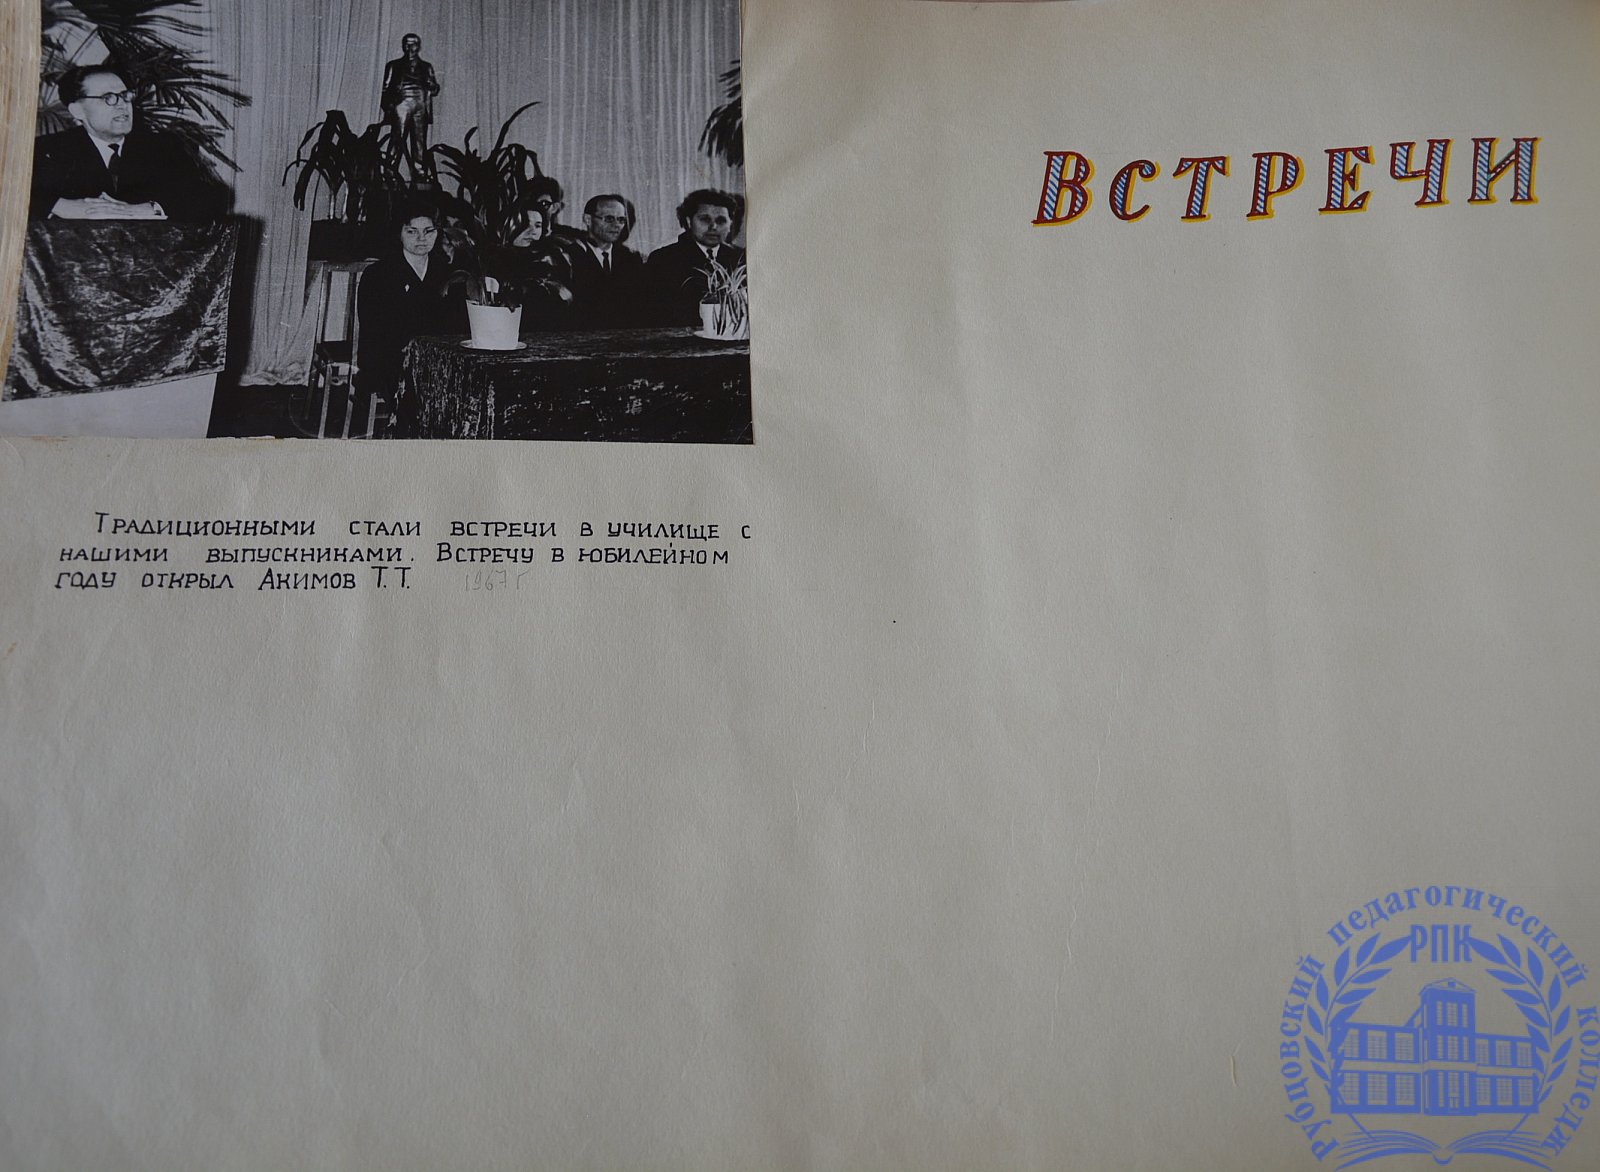 ВСТРЕЧИ
Традиционными стали встречи в училище с
нашими выпускниками. Встречу в юбилейном
году открыл Акимов Т.Т. 1967 г
Рубцовский педагогический колледж
РПК